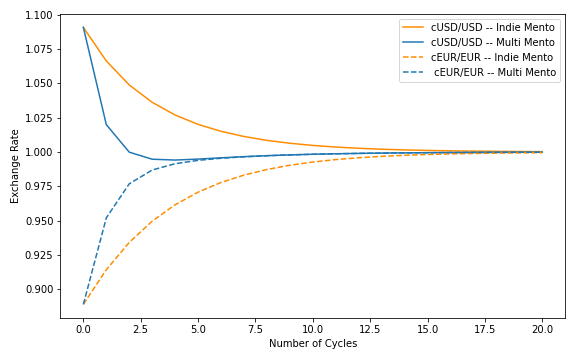 1.100
1.075
1.050
1.025
1.000
0.975
0.950
0.925
0.900
Exchange Rate
cUSD/USD -- Indie Mento
cUSD/USD -- Multi Mento
cEUR/EUR -- Indie Mento
cEUR/EUR -- Multi Mento
0.0 2.5 5.0 7.5 10.0 12.5 15.0 17.5 20.0
Number of Cycles